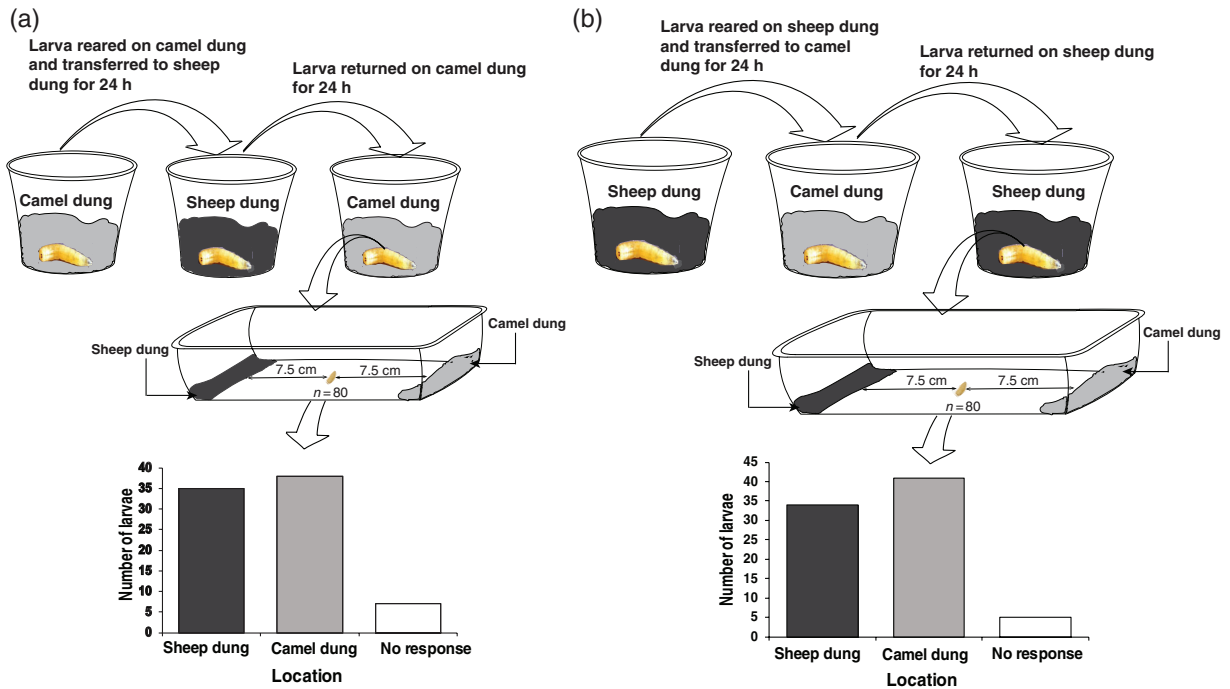 (a)
Larva reared on camel dung
and transferred to sheep
dung for 24 h
Larva returned on camel dung
for 24 h
Camel dung
Sheep dung
Camel dung
Sheep dung
Camel dung
7.5 cm
7.5 cm
n=80
Number of larvae
40
35
30
25
20
15
10
5
0
Sheep dung
Camel dung
No response
Location
(b)
Larva reared on sheep dung
and transferred to camel
dung for 24 h
Larva returned on sheep dung
for 24 h
Sheep dung
Camel dung
Sheep dung
Sheep dung
Camel dung
7.5 cm
7.5 cm
n=80
Number of larvae
45
40
35
30
25
20
15
10
5
0
Sheep dung
Camel dung
No response
Location